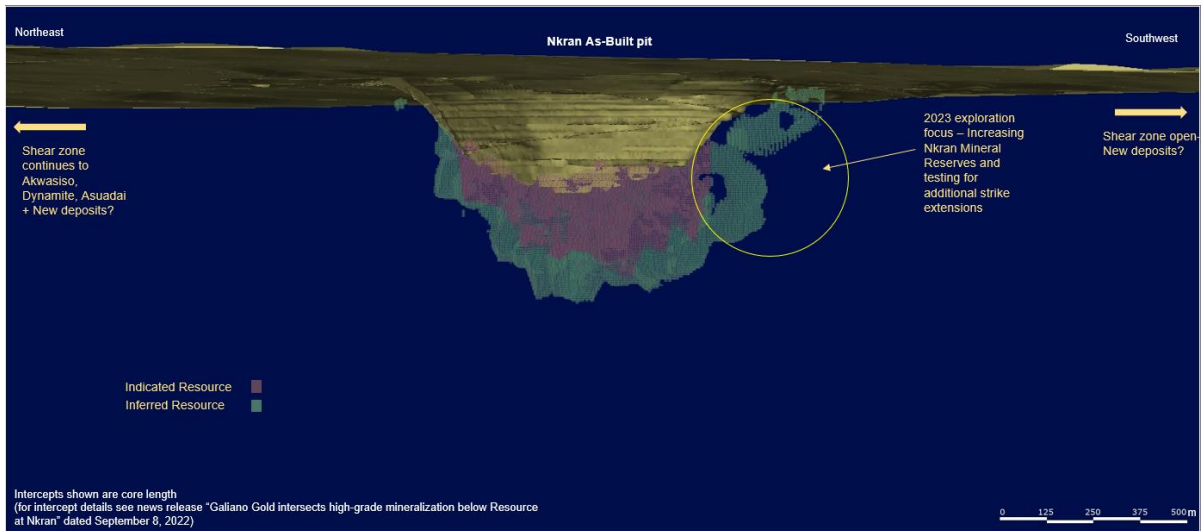 Northeast
Nkran As-Built pit
Southwest
Shear zone
continues to
Akwasiso,
Dynamite, Asuadai
+ New deposits?
2023 exploration
focus – Increasing
Nkran Mineral
Reserves and
testing for
additional strike
extensions
Shear zone open-
New deposits?
Indicated Resource
Inferred Resource
Intercepts shown are core length
(for intercept details see news release “Galiano Gold intersects high-grade mineralization below Resource
at Nkran” dated September 8, 2022)
0 125 250 375 500 m